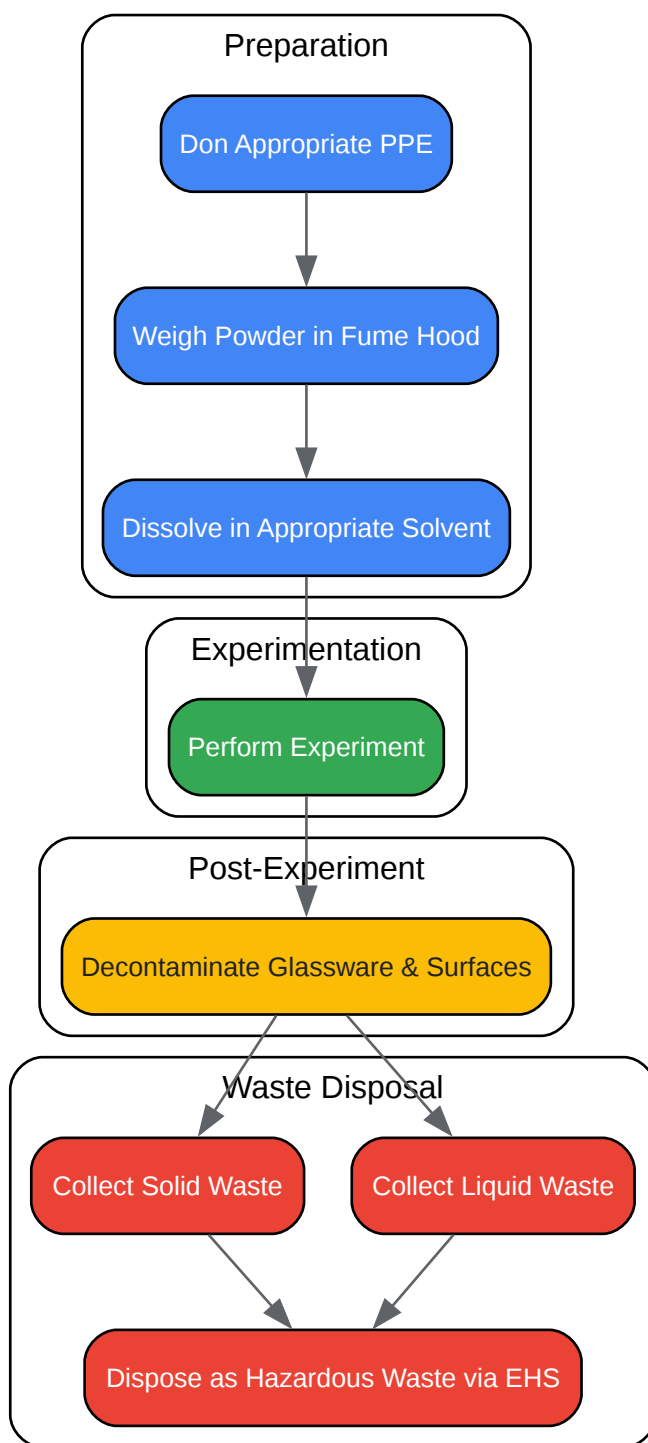 Preparation
Don Appropriate PPE
Weigh Powder in Fume Hood
Dissolve in Appropriate Solvent
Experimentation
Perform Experiment
Post-Experiment
Decontaminate Glassware & Surfaces
Waste Disposal
Collect Solid Waste
Collect Liquid Waste
Dispose as Hazardous Waste via EHS